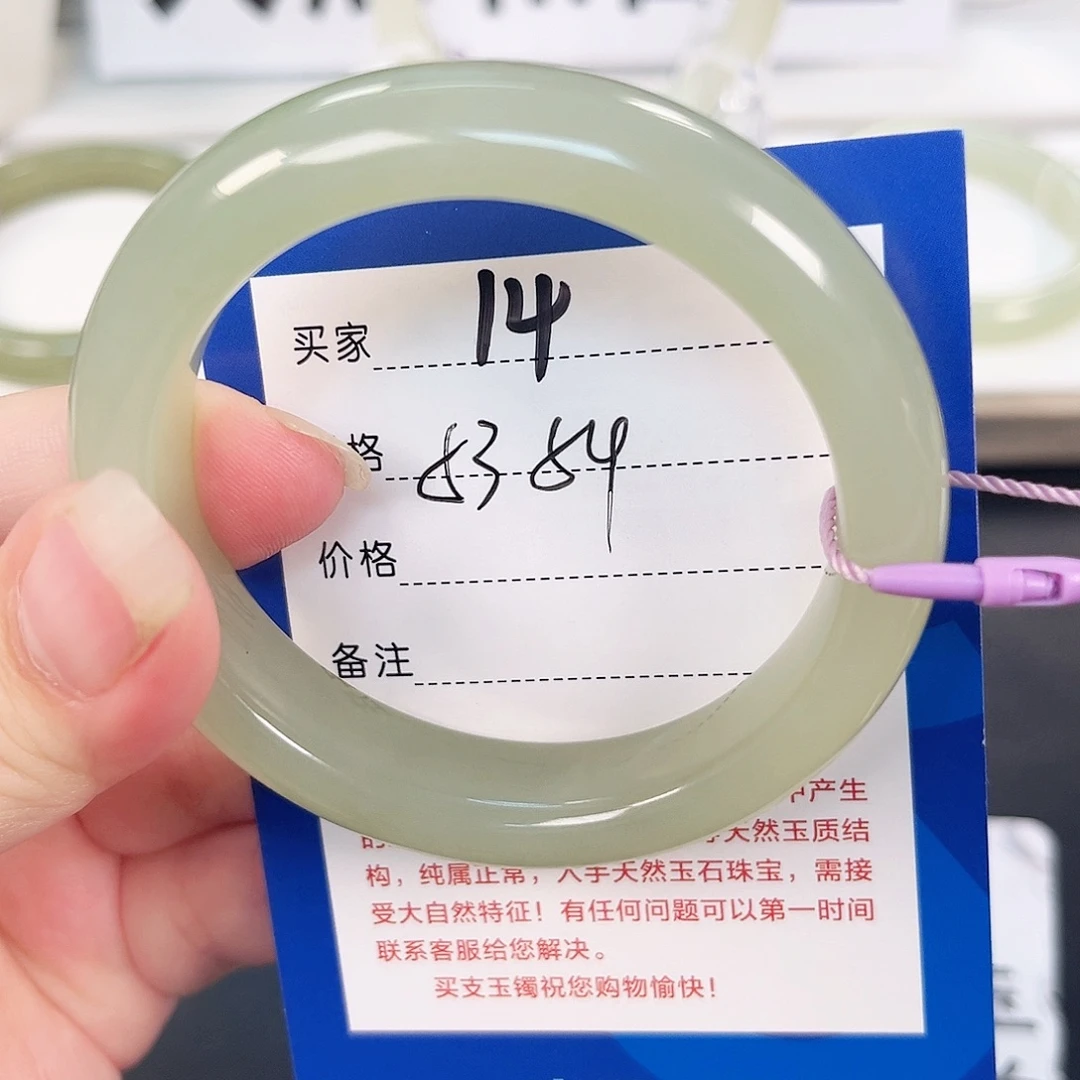 买家 14
格 53 54
价格
备注
产生
天然玉质结
构，纯属正常，入手天然玉石珠宝，需接
受大自然特征！有任何问题可以第一时间
联系客服给您解决。
买支玉镯祝您购物愉快！